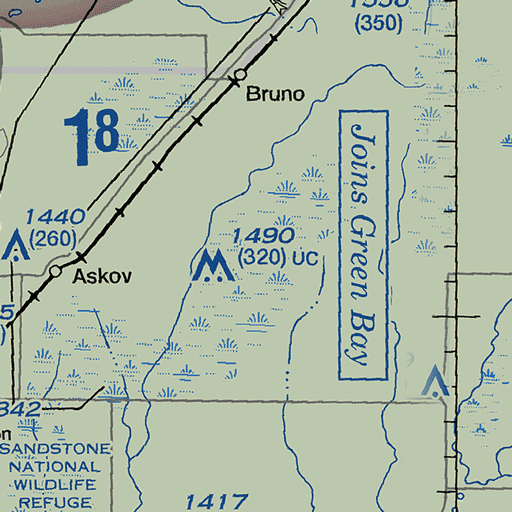 (350)
Bruno
18
1440
(260)
1490
(320) UC
Joins Green Bay
Askov
SANDSTONE
NATIONAL
WILDLIFE
REFUGE
1417